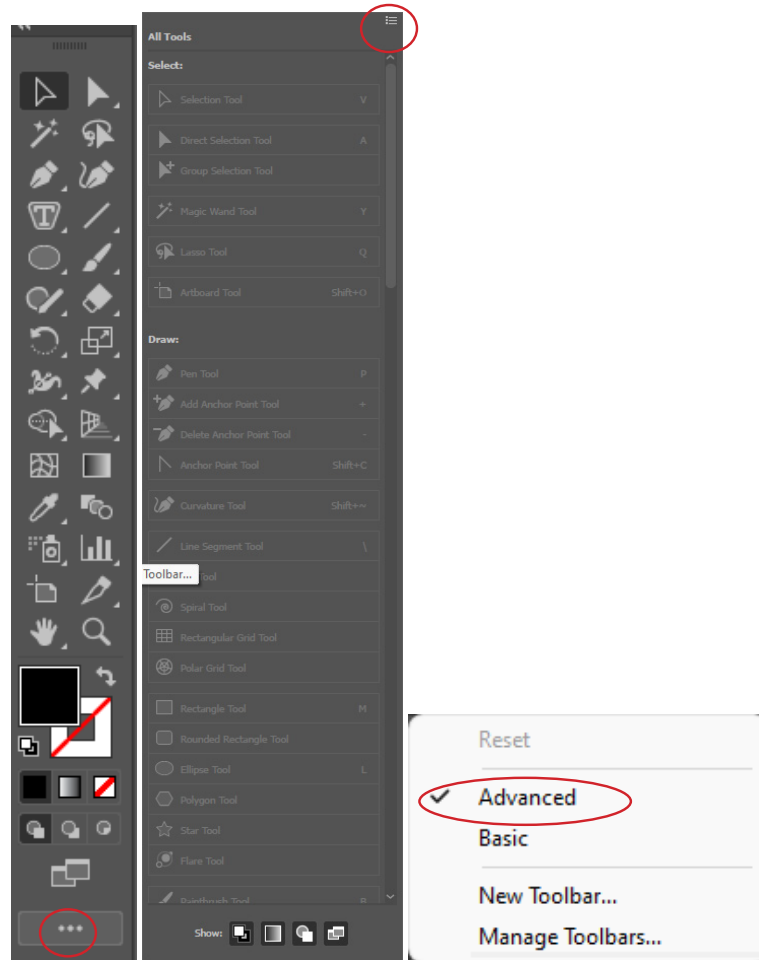 All Tools
Select:
Selection Tool V
Direct Selection Tool A
Group Selection Tool
Magic Wand Tool Y
Lasso Tool Q
Artboard Tool Shift+O
Draw:
Pen Tool P
Add Anchor Point Tool +
Delete Anchor Point Tool -
Anchor Point Tool Shift+C
Curvature Tool Shift+~
Line Segment Tool \
Toolbar... Tool
Spiral Tool
Rectangular Grid Tool
Polar Grid Tool
Rectangle Tool M
Rounded Rectangle Tool
Ellipse Tool L
Polygon Tool
Star Tool
Flare Tool
Paintbrush Tool B
Show:
Reset
Advanced
Basic
New Toolbar...
Manage Toolbars...